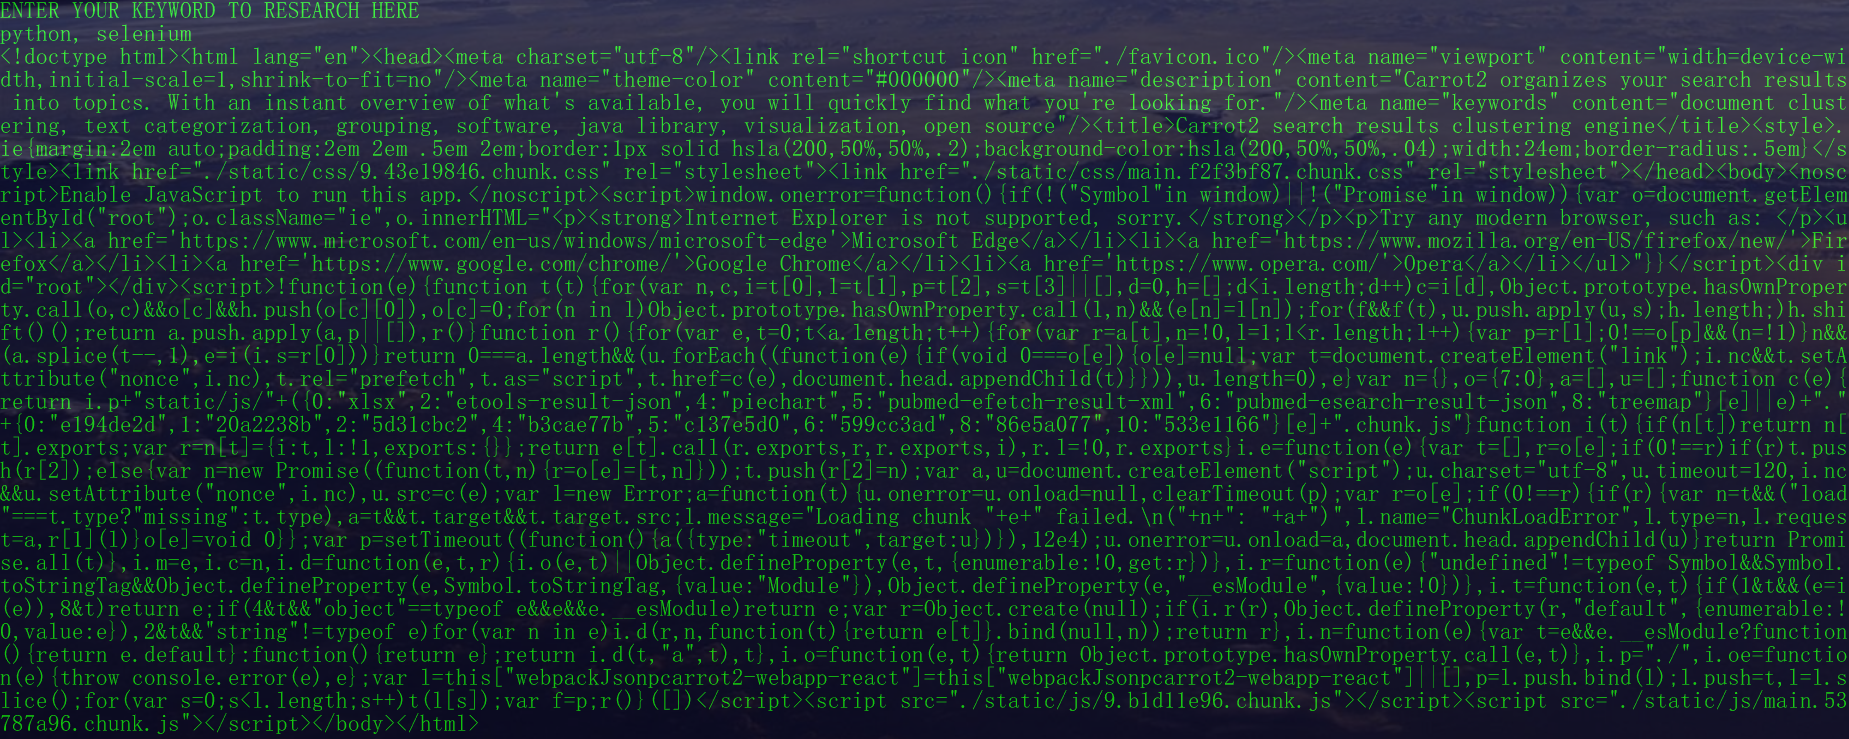 ENTER YOUR KEYWORD TO RESEARCH HERE
python, selenium
<!doctype html><html lang="en"><head><meta charset="utf-8"/><link rel="shortcut icon" href="./favicon.ico"/><meta name="viewport" content="width=device-wi
dth,initial-scale=1,shrink-to-fit=no"/><meta name="theme-color" content="#000000"/><meta name="description" content="Carrot2 organizes your search results
 into topics. With an instant overview of what's available, you will quickly find what you're looking for."/><meta name="keywords" content="document clust
ering, text categorization, grouping, software, java library, visualization, open source"/><title>Carrot2 search results clustering engine</title><style>.
ie{margin:2em auto;padding:2em 2em .5em 2em;border:1px solid hsla(200,50%,50%,.2);background-color:hsla(200,50%,50%,.04);width:24em;border-radius:.5em}</s
tyle><link href="./static/css/9.43e19846.chunk.css" rel="stylesheet"><link href="./static/css/main.f2f3bf87.chunk.css" rel="stylesheet"></head><body><nosc
ript>Enable JavaScript to run this app.</noscript><script>window.onerror=function(){if(!("Symbol"in window)||!("Promise"in window)){var o=document.getElem
entById("root");o.className="ie",o.innerHTML="<p><strong>Internet Explorer is not supported, sorry.</strong></p><p>Try any modern browser, such as: </p><u
l><li><a href='https://www.microsoft.com/en-us/windows/microsoft-edge'>Microsoft Edge</a></li><li><a href='https://www.mozilla.org/en-US/firefox/new/'>Fir
efox</a></li><li><a href='https://www.google.com/chrome/'>Google Chrome</a></li><li><a href='https://www.opera.com/'>Opera</a></li></ul>"}}</script><div i
d="root"></div><script>!function(e){function t(t){for(var n,c,i=t[0],l=t[1],p=t[2],s=t[3]||[],d=0,h=[];d<i.length;d++)c=i[d],Object.prototype.hasOwnProper
ty.call(o,c)&&o[c]&&h.push(o[c][0]),o[c]=0;for(n in l)Object.prototype.hasOwnProperty.call(l,n)&&(e[n]=l[n]);for(f&&f(t),u.push.apply(u,s);h.length;)h.shi
ft()();return a.push.apply(a,p||[]),r()}function r(){for(var e,t=0;t<a.length;t++){for(var r=a[t],n=!0,l=1;l<r.length;l++){var p=r[l];0!==o[p]&&(n=!1)}n&&
(a.splice(t--,1),e=i(i.s=r[0]))}return 0===a.length&&(u.forEach((function(e){if(void 0===o[e]){o[e]=null;var t=document.createElement("link");i.nc&&t.setA
ttribute("nonce",i.nc),t.rel="prefetch",t.as="script",t.href=c(e),document.head.appendChild(t)}})),u.length=0),e}var n={},o={7:0},a=[],u=[];function c(e){
return i.p+"static/js/"+({0:"xlsx",2:"etools-result-json",4:"piechart",5:"pubmed-efetch-result-xml",6:"pubmed-esearch-result-json",8:"treemap"}[e]||e)+"."
+{0:"e194de2d",1:"20a2238b",2:"5d31cbc2",4:"b3cae77b",5:"c137e5d0",6:"599cc3ad",8:"86e5a077",10:"533e1166"}[e]+".chunk.js"}function i(t){if(n[t])return n[
t].exports;var r=n[t]={i:t,l:!1,exports:{}};return e[t].call(r.exports,r,r.exports,i),r.l=!0,r.exports}i.e=function(e){var t=[],r=o[e];if(0!==r)if(r)t.pus
h(r[2]);else{var n=new Promise((function(t,n){r=o[e]=[t,n]}));t.push(r[2]=n);var a,u=document.createElement("script");u.charset="utf-8",u.timeout=120,i.nc
&&u.setAttribute("nonce",i.nc),u.src=c(e);var l=new Error;a=function(t){u.onerror=u.onload=null,clearTimeout(p);var r=o[e];if(0!==r){if(r){var n=t&&("load
"===t.type?"missing":t.type),a=t&&t.target&&t.target.src;l.message="Loading chunk "+e+" failed.\n("+n+": "+a+")",l.name="ChunkLoadError",l.type=n,l.reques
t=a,r[1](l)}o[e]=void 0}};var p=setTimeout((function(){a({type:"timeout",target:u})}),12e4);u.onerror=u.onload=a,document.head.appendChild(u)}return Promi
se.all(t)},i.m=e,i.c=n,i.d=function(e,t,r){i.o(e,t)||Object.defineProperty(e,t,{enumerable:!0,get:r})},i.r=function(e){"undefined"!=typeof Symbol&&Symbol.
toStringTag&&Object.defineProperty(e,Symbol.toStringTag,{value:"Module"}),Object.defineProperty(e,"__esModule",{value:!0})},i.t=function(e,t){if(1&t&&(e=i
(e)),8&t)return e;if(4&t&&"object"==typeof e&&e&&e.__esModule)return e;var r=Object.create(null);if(i.r(r),Object.defineProperty(r,"default",{enumerable:!
0,value:e}),2&t&&"string"!=typeof e)for(var n in e)i.d(r,n,function(t){return e[t]}.bind(null,n));return r},i.n=function(e){var t=e&&e.__esModule?function
(){return e.default}:function(){return e};return i.d(t,"a",t),t},i.o=function(e,t){return Object.prototype.hasOwnProperty.call(e,t)},i.p="./",i.oe=functio
n(e){throw console.error(e),e};var l=this["webpackJsonpcarrot2-webapp-react"]=this["webpackJsonpcarrot2-webapp-react"]||[],p=l.push.bind(l);l.push=t,l=l.s
lice();for(var s=0;s<l.length;s++)t(l[s]);var f=p;r()}([])</script><script src="./static/js/9.b1d11e96.chunk.js"></script><script src="./static/js/main.53
787a96.chunk.js"></script></body></html>